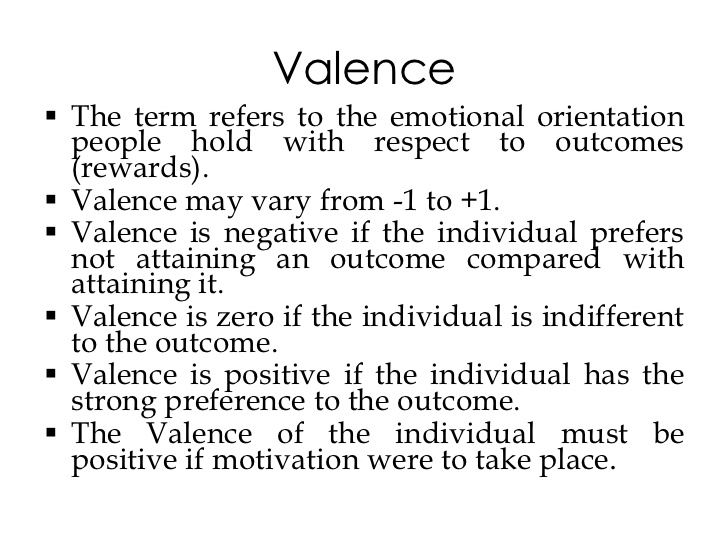 Valence
▪ The term refers to the emotional orientation
people hold with respect to outcomes
(rewards).
▪ Valence may vary from -1 to +1.
▪ Valence is negative if the individual prefers
not attaining an outcome compared with
attaining it.
▪ Valence is zero if the individual is indifferent
to the outcome.
▪ Valence is positive if the individual has the
strong preference to the outcome.
▪ The Valence of the individual must be
positive if motivation were to take place.